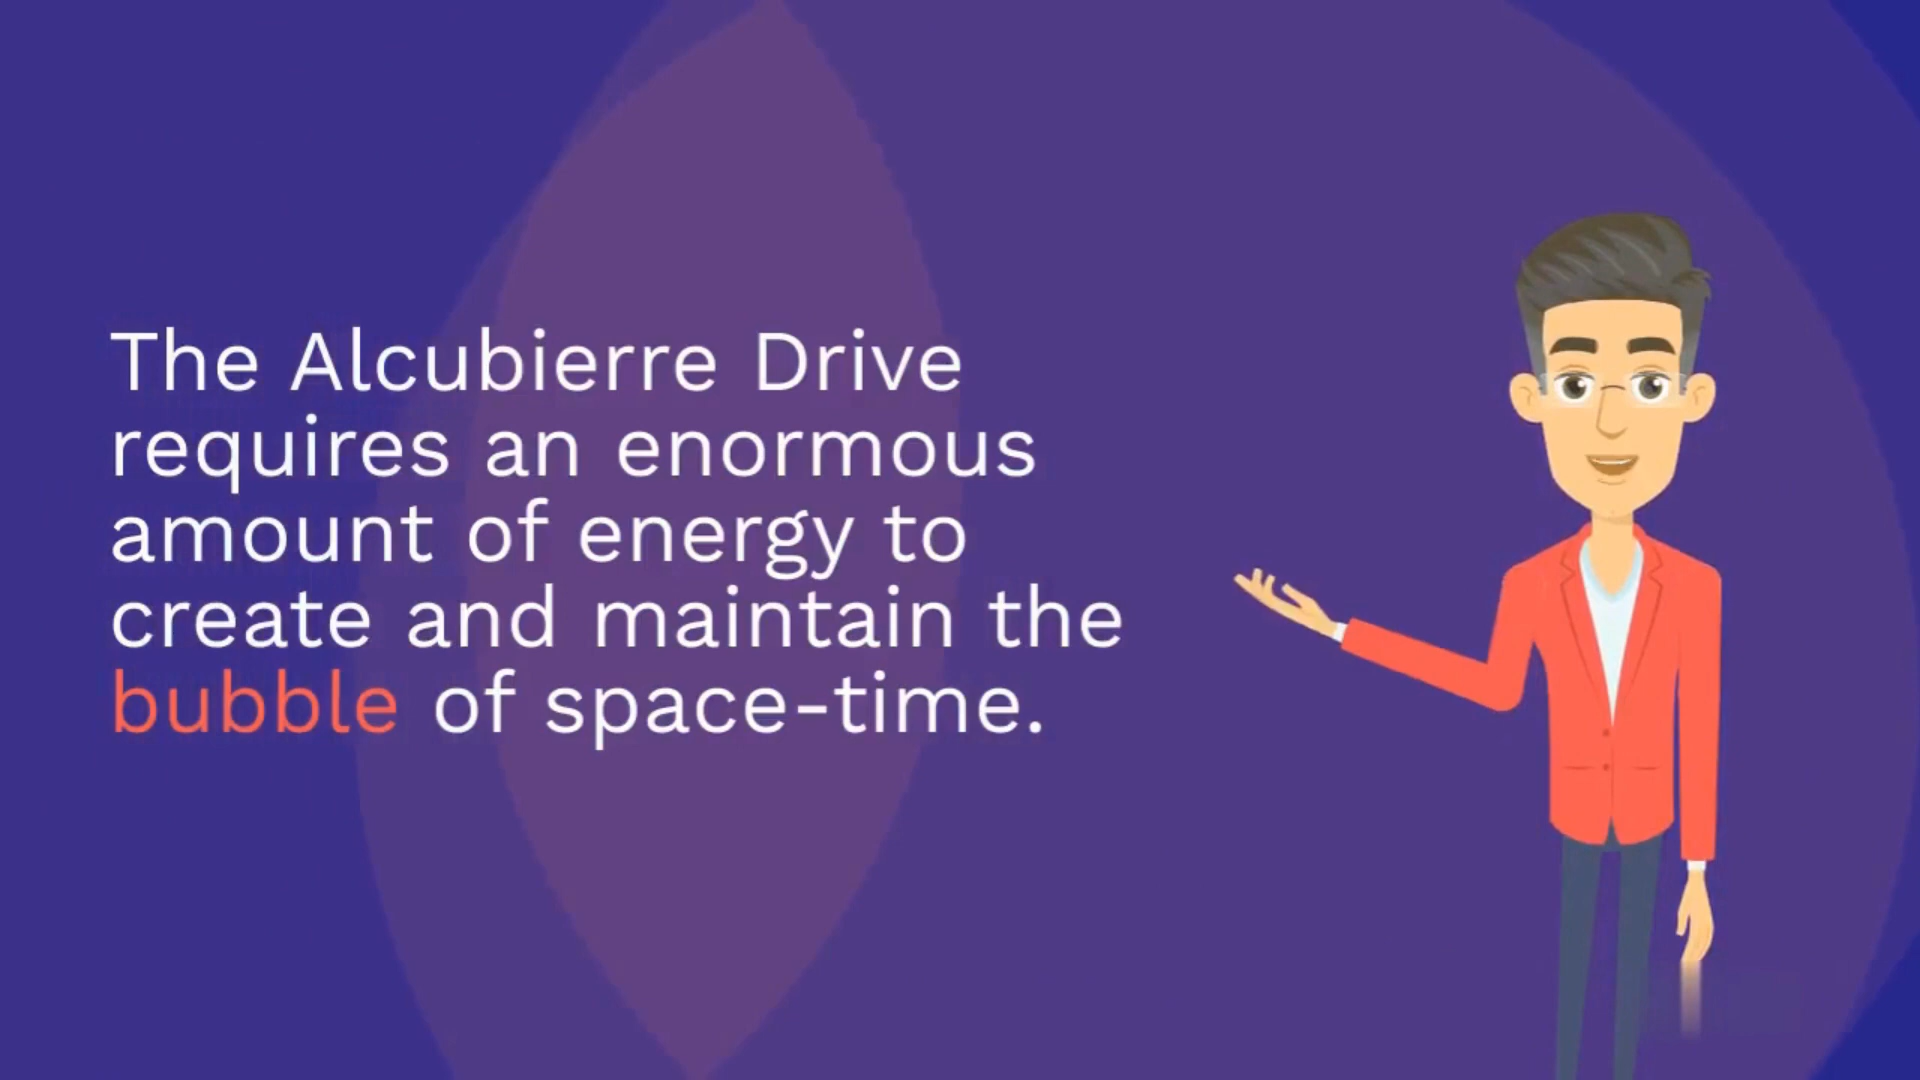 The Alcubierre Drive
requires an enormous
amount of energy to
create and maintain the
bubble of space-time.